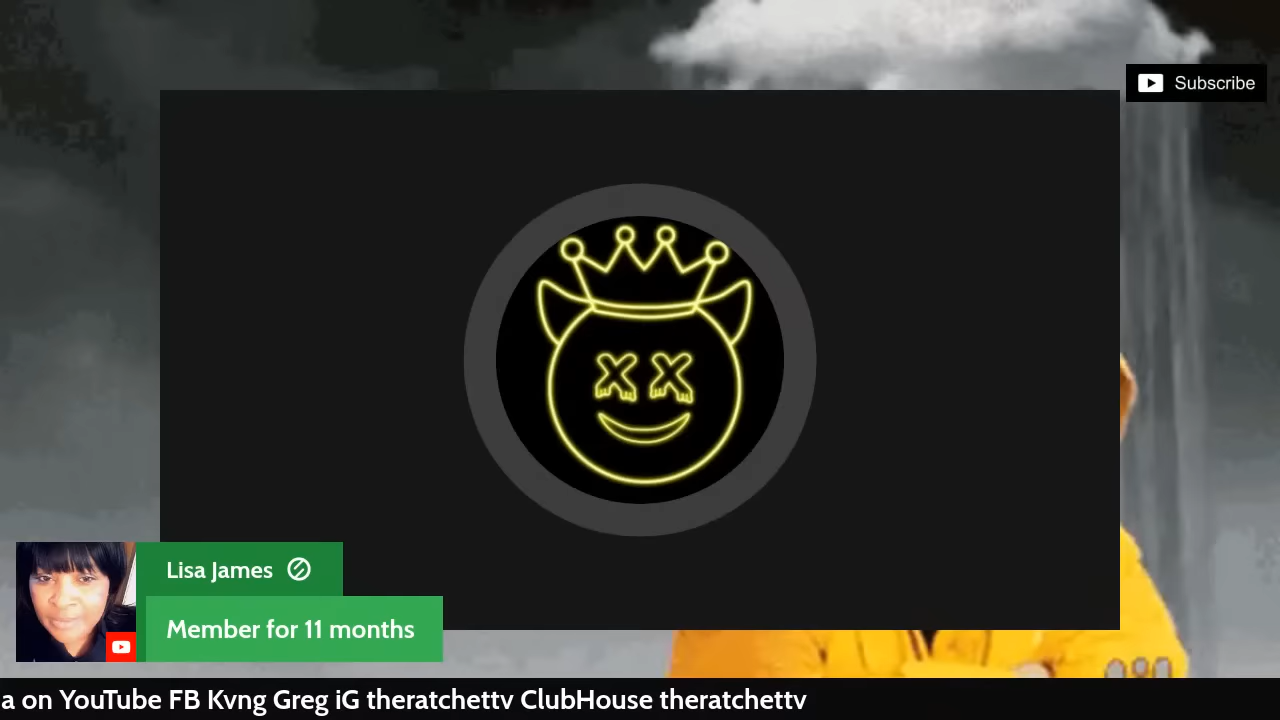 Subscribe
Lisa James
Member for 11 months
a on YouTube FB Kvng Greg iG theratchettv ClubHouse theratchettv